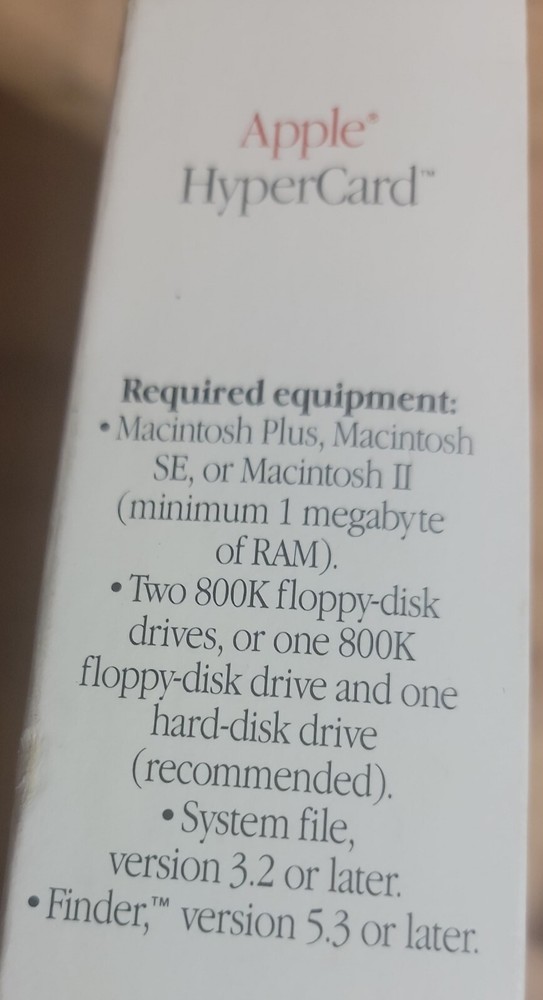 Apple®
HyperCard™
Required equipment:
• Macintosh Plus, Macintosh
SE, or Macintosh II
(minimum 1 megabyte
of RAM).
• Two 800K floppy-disk
drives, or one 800K
floppy-disk drive and one
hard-disk drive
(recommended).
• System file,
version 3.2 or later.
• Finder,™ version 5.3 or later.